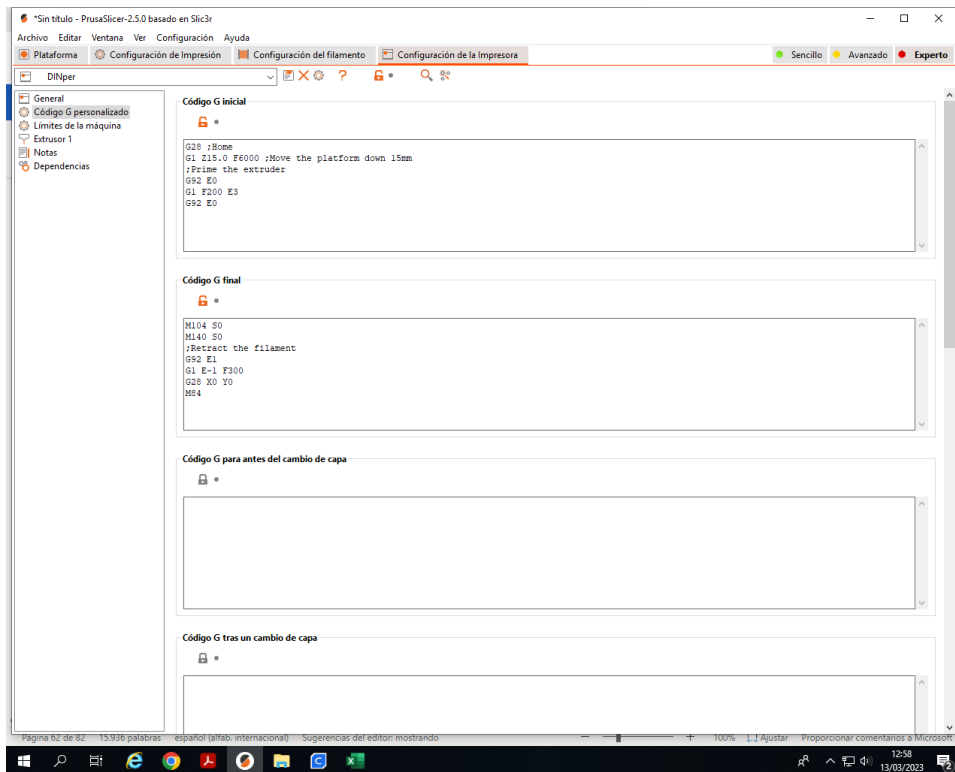 *Sin título - PrusaSlicer-2.5.0 basado en Slic3r
Archivo Editar Ventana Ver Configuración Ayuda
Plataforma Configuración de Impresión Configuración del filamento Configuración de la Impresora Sencillo Avanzado Experto
DINper
General
Código G personalizado
Límites de la máquina
Extrusor 1
Notas
Dependencias
Código G inicial
G28 ;Home
G1 Z15.0 F6000 ;Move the platform down 15mm
;Prime the extruder
G92 E0
G1 F200 E3
G92 E0
Código G final
M104 S0
M140 S0
;Retract the filament
G92 E1
G1 E-1 F300
G28 X0 Y0
M84
Código G para antes del cambio de capa
Código G tras un cambio de capa
Página 62 de 82 15.936 palabras español (alfab. internacional) Sugerencias del editor: mostrando 100% Ajustar Proporcionar comentarios a Microsoft
12:58
13/03/2023
2